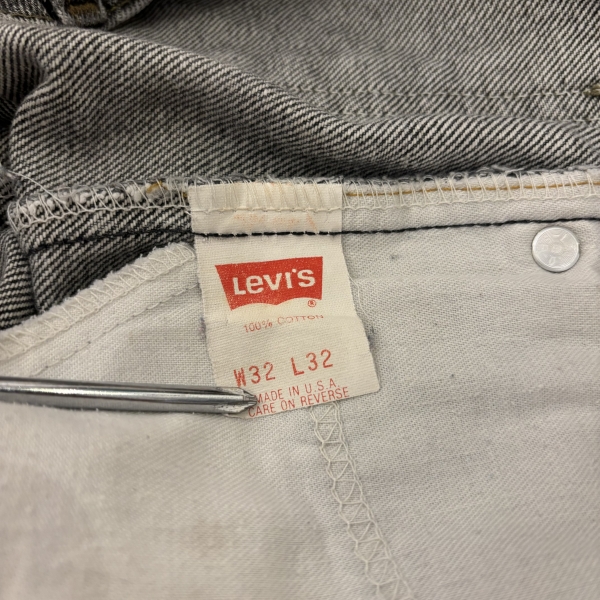 Levi's
®
100% COTTON
W32 L32
MADE IN U.S.A.
CARE ON REVERSE